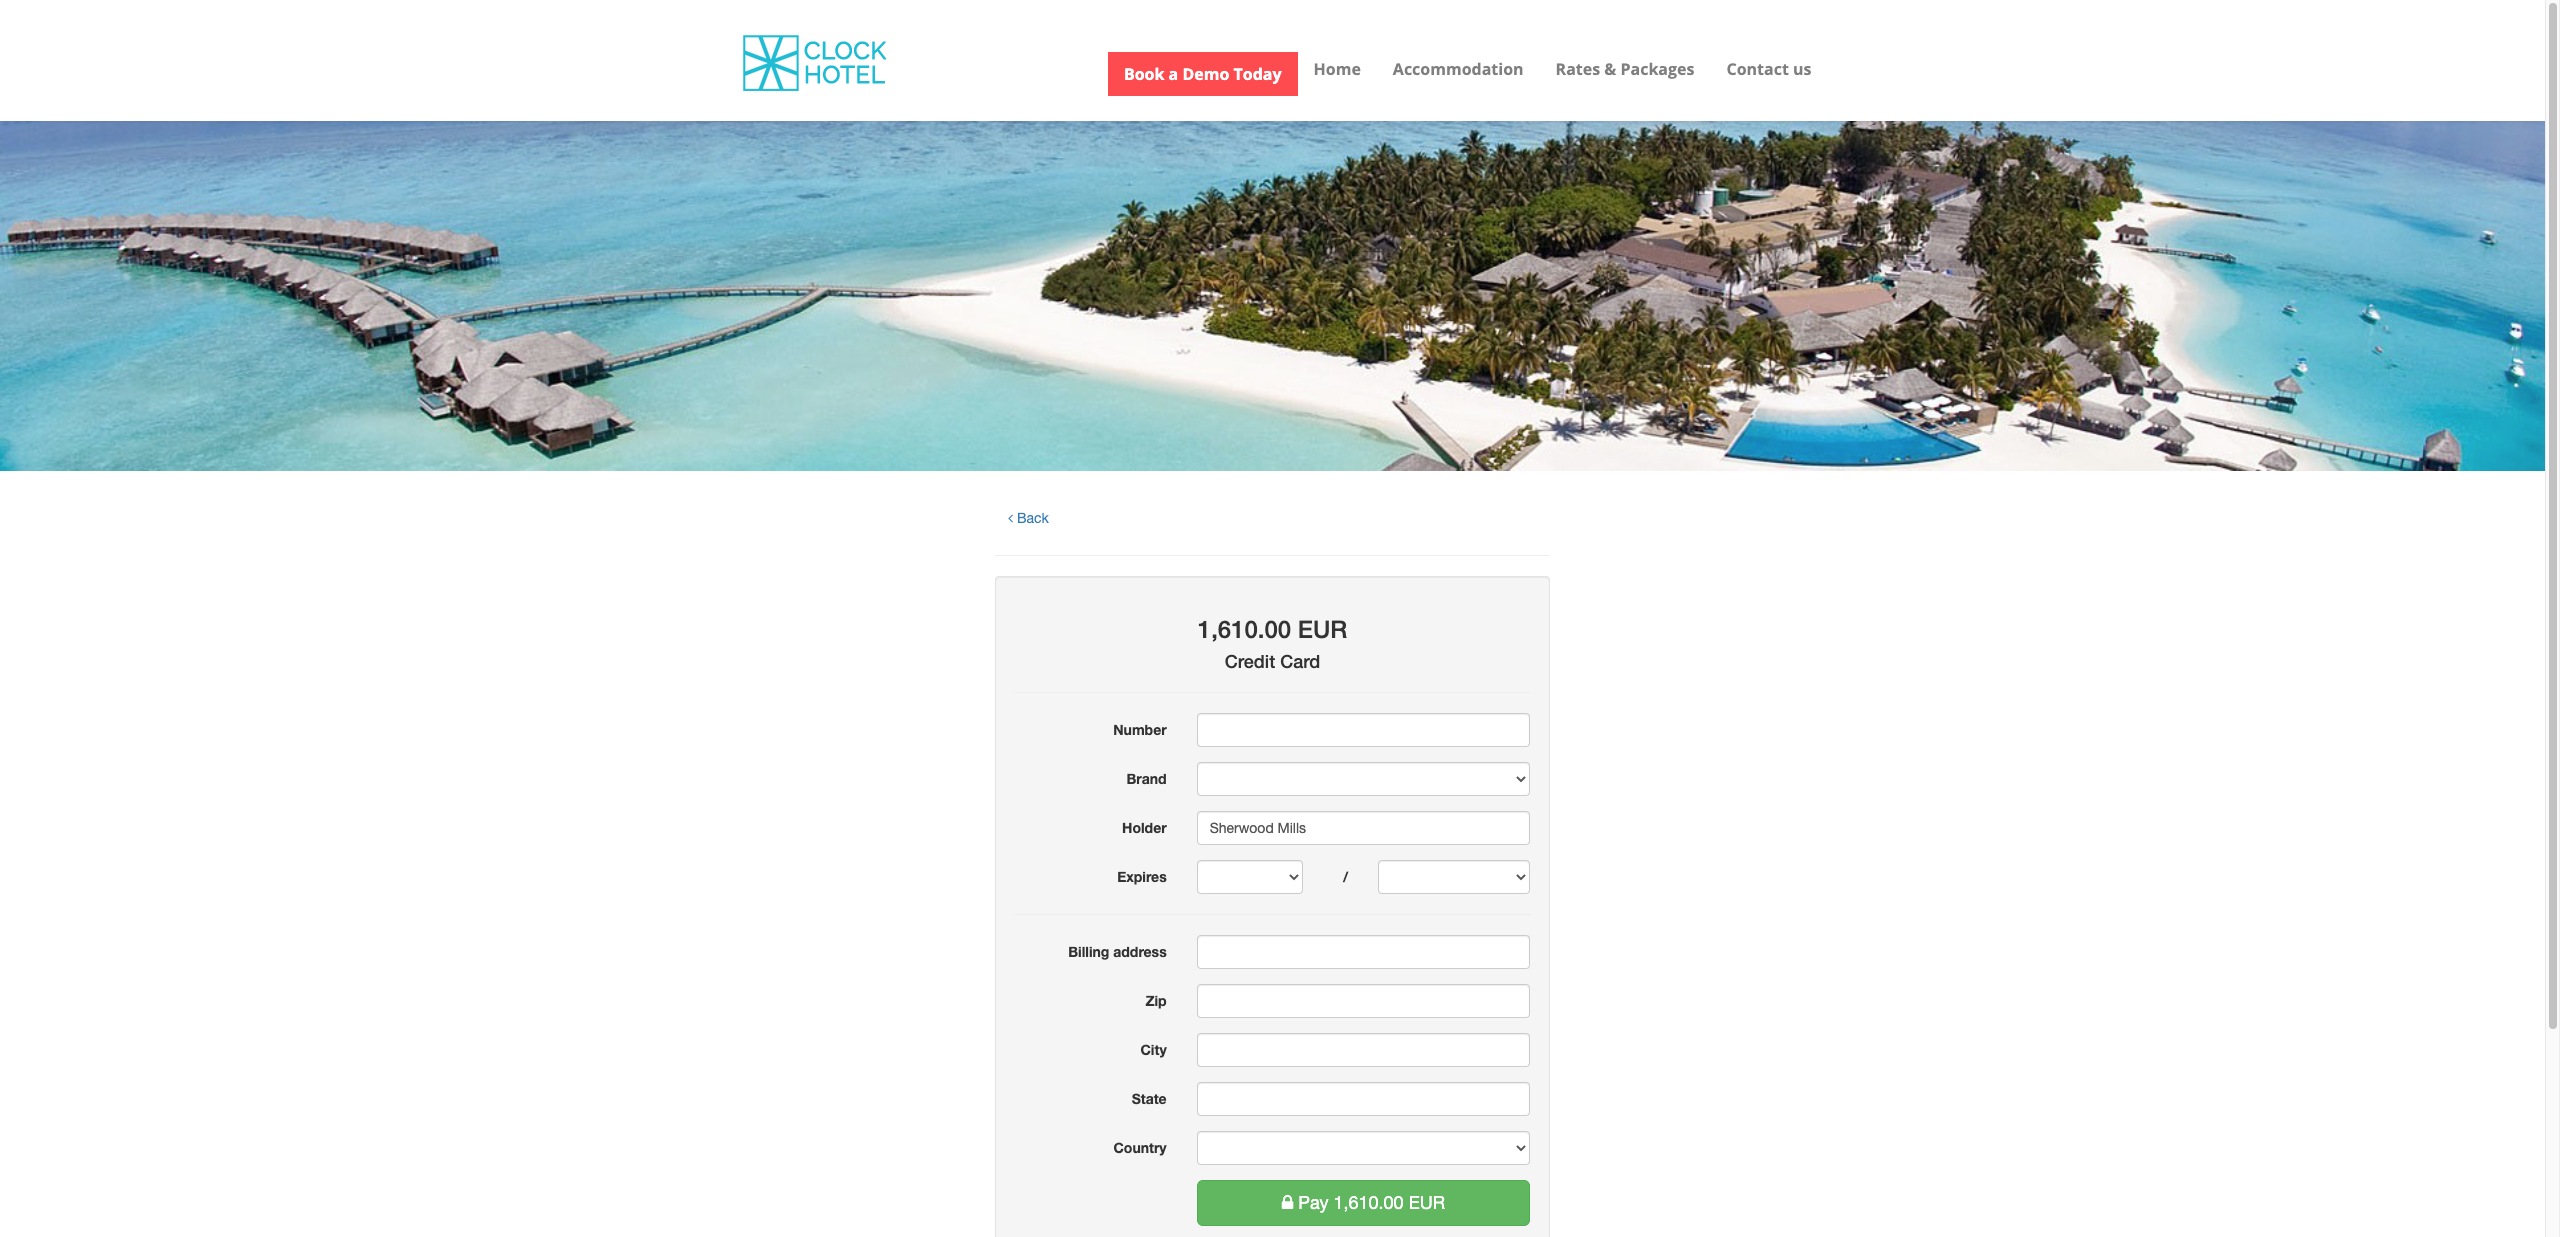 CLOCK
HOTEL
Book a Demo Today
Home
Accommodation
Rates & Packages
Contact us
‹ Back
1,610.00 EUR
Credit Card
Number
Brand
Holder
Sherwood Mills
Expires
/
Billing address
Zip
City
State
Country
Pay 1,610.00 EUR